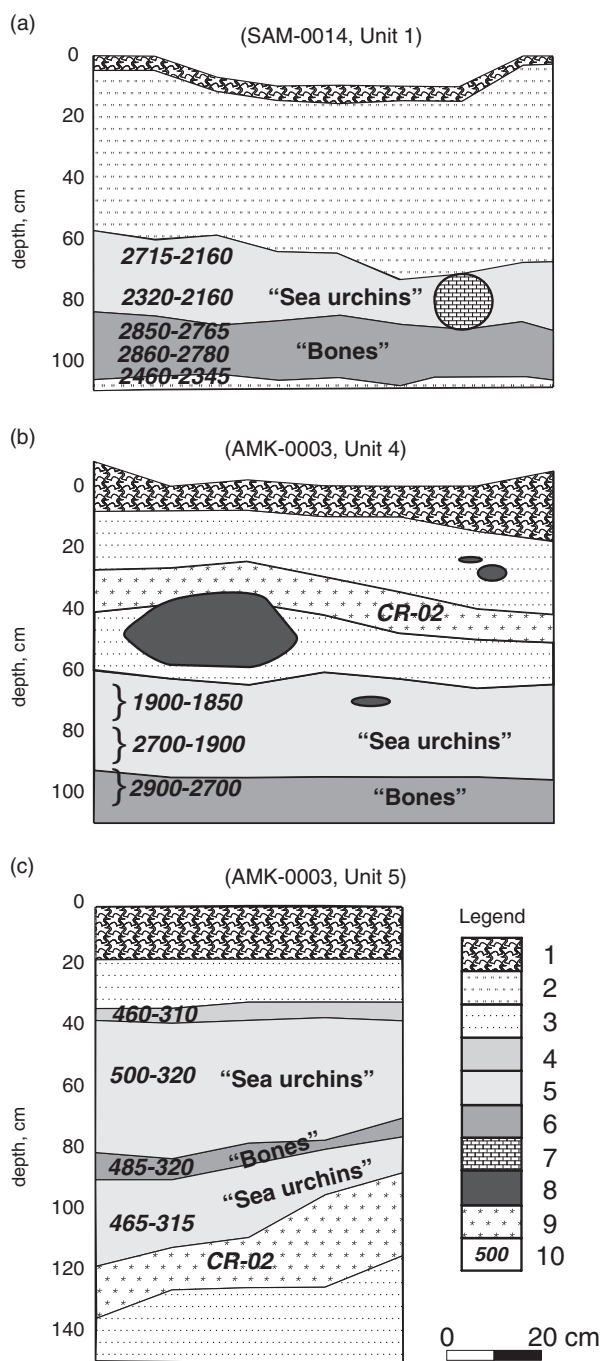 (a)
(SAM-0014, Unit 1)
0
20
40
60
80
100
depth, cm
2715-2160
2320-2160
“Sea urchins”
2850-2765
2860-2780
“Bones”
2460-2345
(b)
(AMK-0003, Unit 4)
0
20
40
60
80
100
depth, cm
CR-02
1900-1850
2700-1900
“Sea urchins”
2900-2700
“Bones”
(c)
(AMK-0003, Unit 5)
0
20
40
60
80
100
120
140
depth, cm
460-310
500-320
“Sea urchins”
485-320
“Bones”
“Sea urchins”
465-315
CR-02
Legend
1
2
3
4
5
6
7
8
9
500 10
0 20 cm